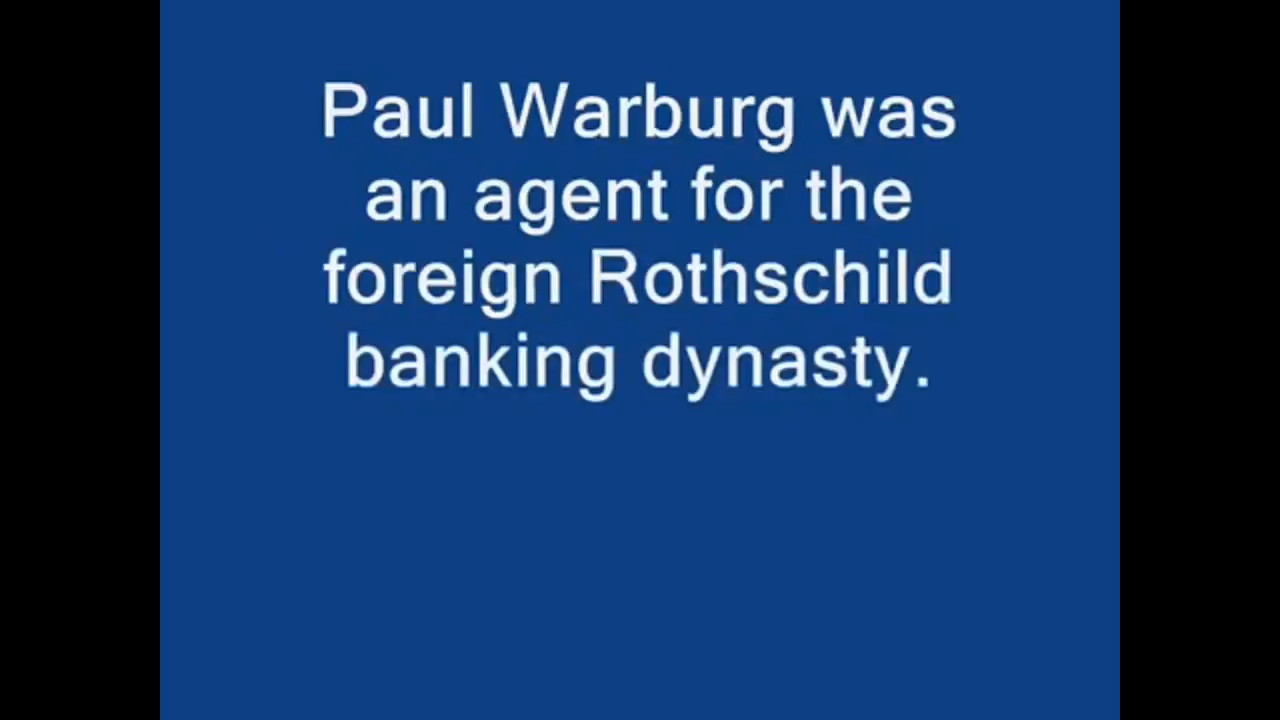 Paul Warburg was
an agent for the
foreign Rothschild
banking dynasty.